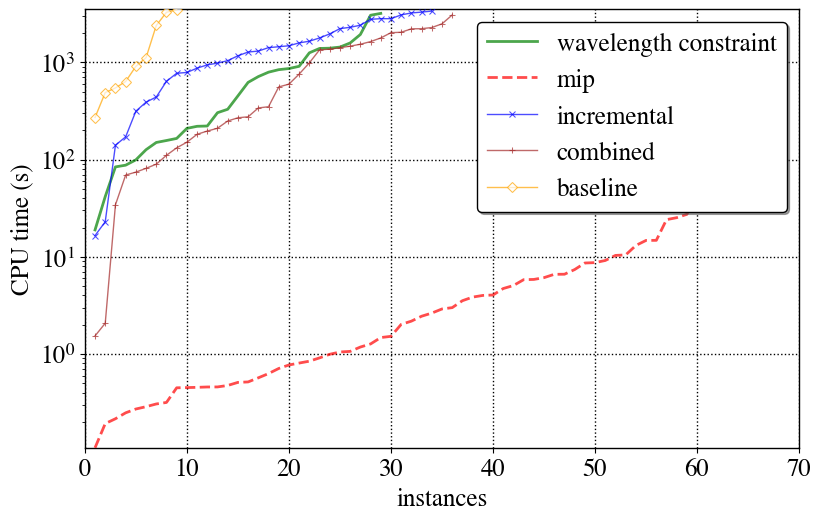 10³
10²
10¹
10⁰
CPU time (s)
wavelength constraint
mip
incremental
combined
baseline
0 10 20 30 40 50 60 70
instances